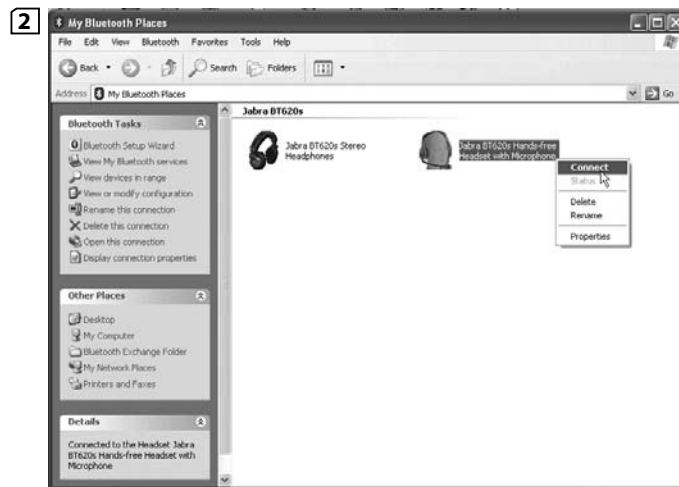 2
My Bluetooth Places
File Edit View Bluetooth Favorites Tools Help
Back Search Folders
Address My Bluetooth Places Go
Jabra BT620s
Bluetooth Tasks
Bluetooth Setup Wizard
View My Bluetooth services
View devices in range
View or modify configuration
Rename this connection
Delete this connection
Open this connection
Display connection properties
Jabra BT620s Stereo
Headphones
Jabra BT620s Hands-free
Headset with Microphone
Connect
Status
Delete
Rename
Properties
Other Places
Desktop
My Computer
Bluetooth Exchange Folder
My Network Places
Printers and Faxes
Details
Connected to the Headset Jabra
BT620s Hands-free Headset with
Microphone